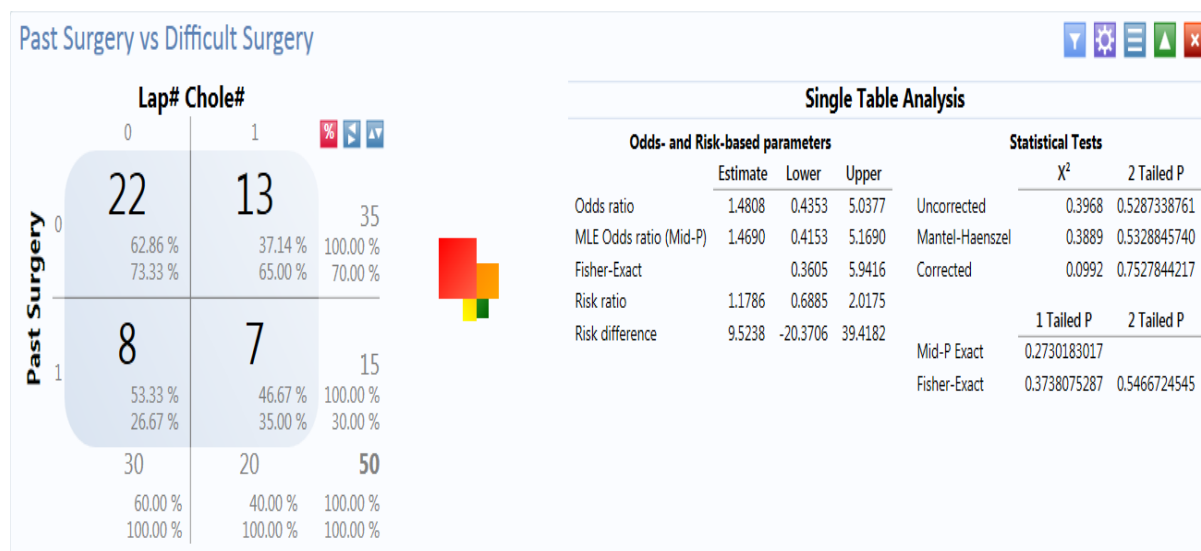 Past Surgery vs Difficult Surgery
Lap# Chole#
0 1 %
Past Surgery
0 22 13 35
62.86 % 37.14 % 100.00 %
73.33 % 65.00 % 70.00 %
1 8 7 15
53.33 % 46.67 % 100.00 %
26.67 % 35.00 % 30.00 %
30 20 50
60.00 % 40.00 % 100.00 %
100.00 % 100.00 % 100.00 %
Single Table Analysis
Odds- and Risk-based parameters
Estimate Lower Upper
Odds ratio 1.4808 0.4353 5.0377
MLE Odds ratio (Mid-P) 1.4690 0.4153 5.1690
Fisher-Exact 0.3605 5.9416
Risk ratio 1.1786 0.6885 2.0175
Risk difference 9.5238 -20.3706 39.4182
Statistical Tests
X² 2 Tailed P
Uncorrected 0.3968 0.5287338761
Mantel-Haenszel 0.3889 0.5328845740
Corrected 0.0992 0.7527844217
1 Tailed P 2 Tailed P
Mid-P Exact 0.2730183017
Fisher-Exact 0.3738075287 0.5466724545